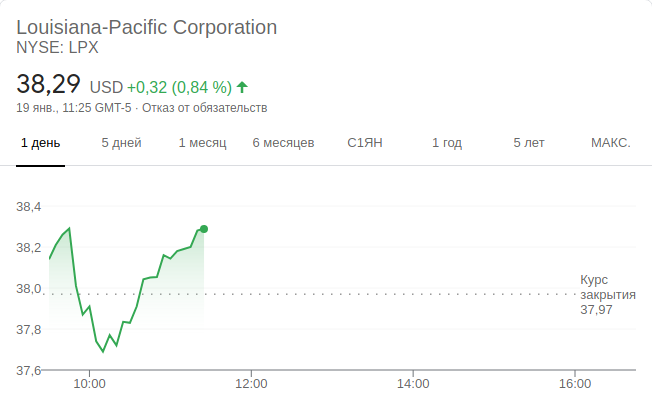 Louisiana-Pacific Corporation
NYSE: LPX
38,29 USD +0,32 (0,84 %)
19 янв., 11:25 GMT-5 · Отказ от обязательств
1 день 5 дней 1 месяц 6 месяцев С1ЯН 1 год 5 лет МАКС.
38,4
38,2
38,0
37,8
37,6
Курс
закрытия
37,97
10:00 12:00 14:00 16:00